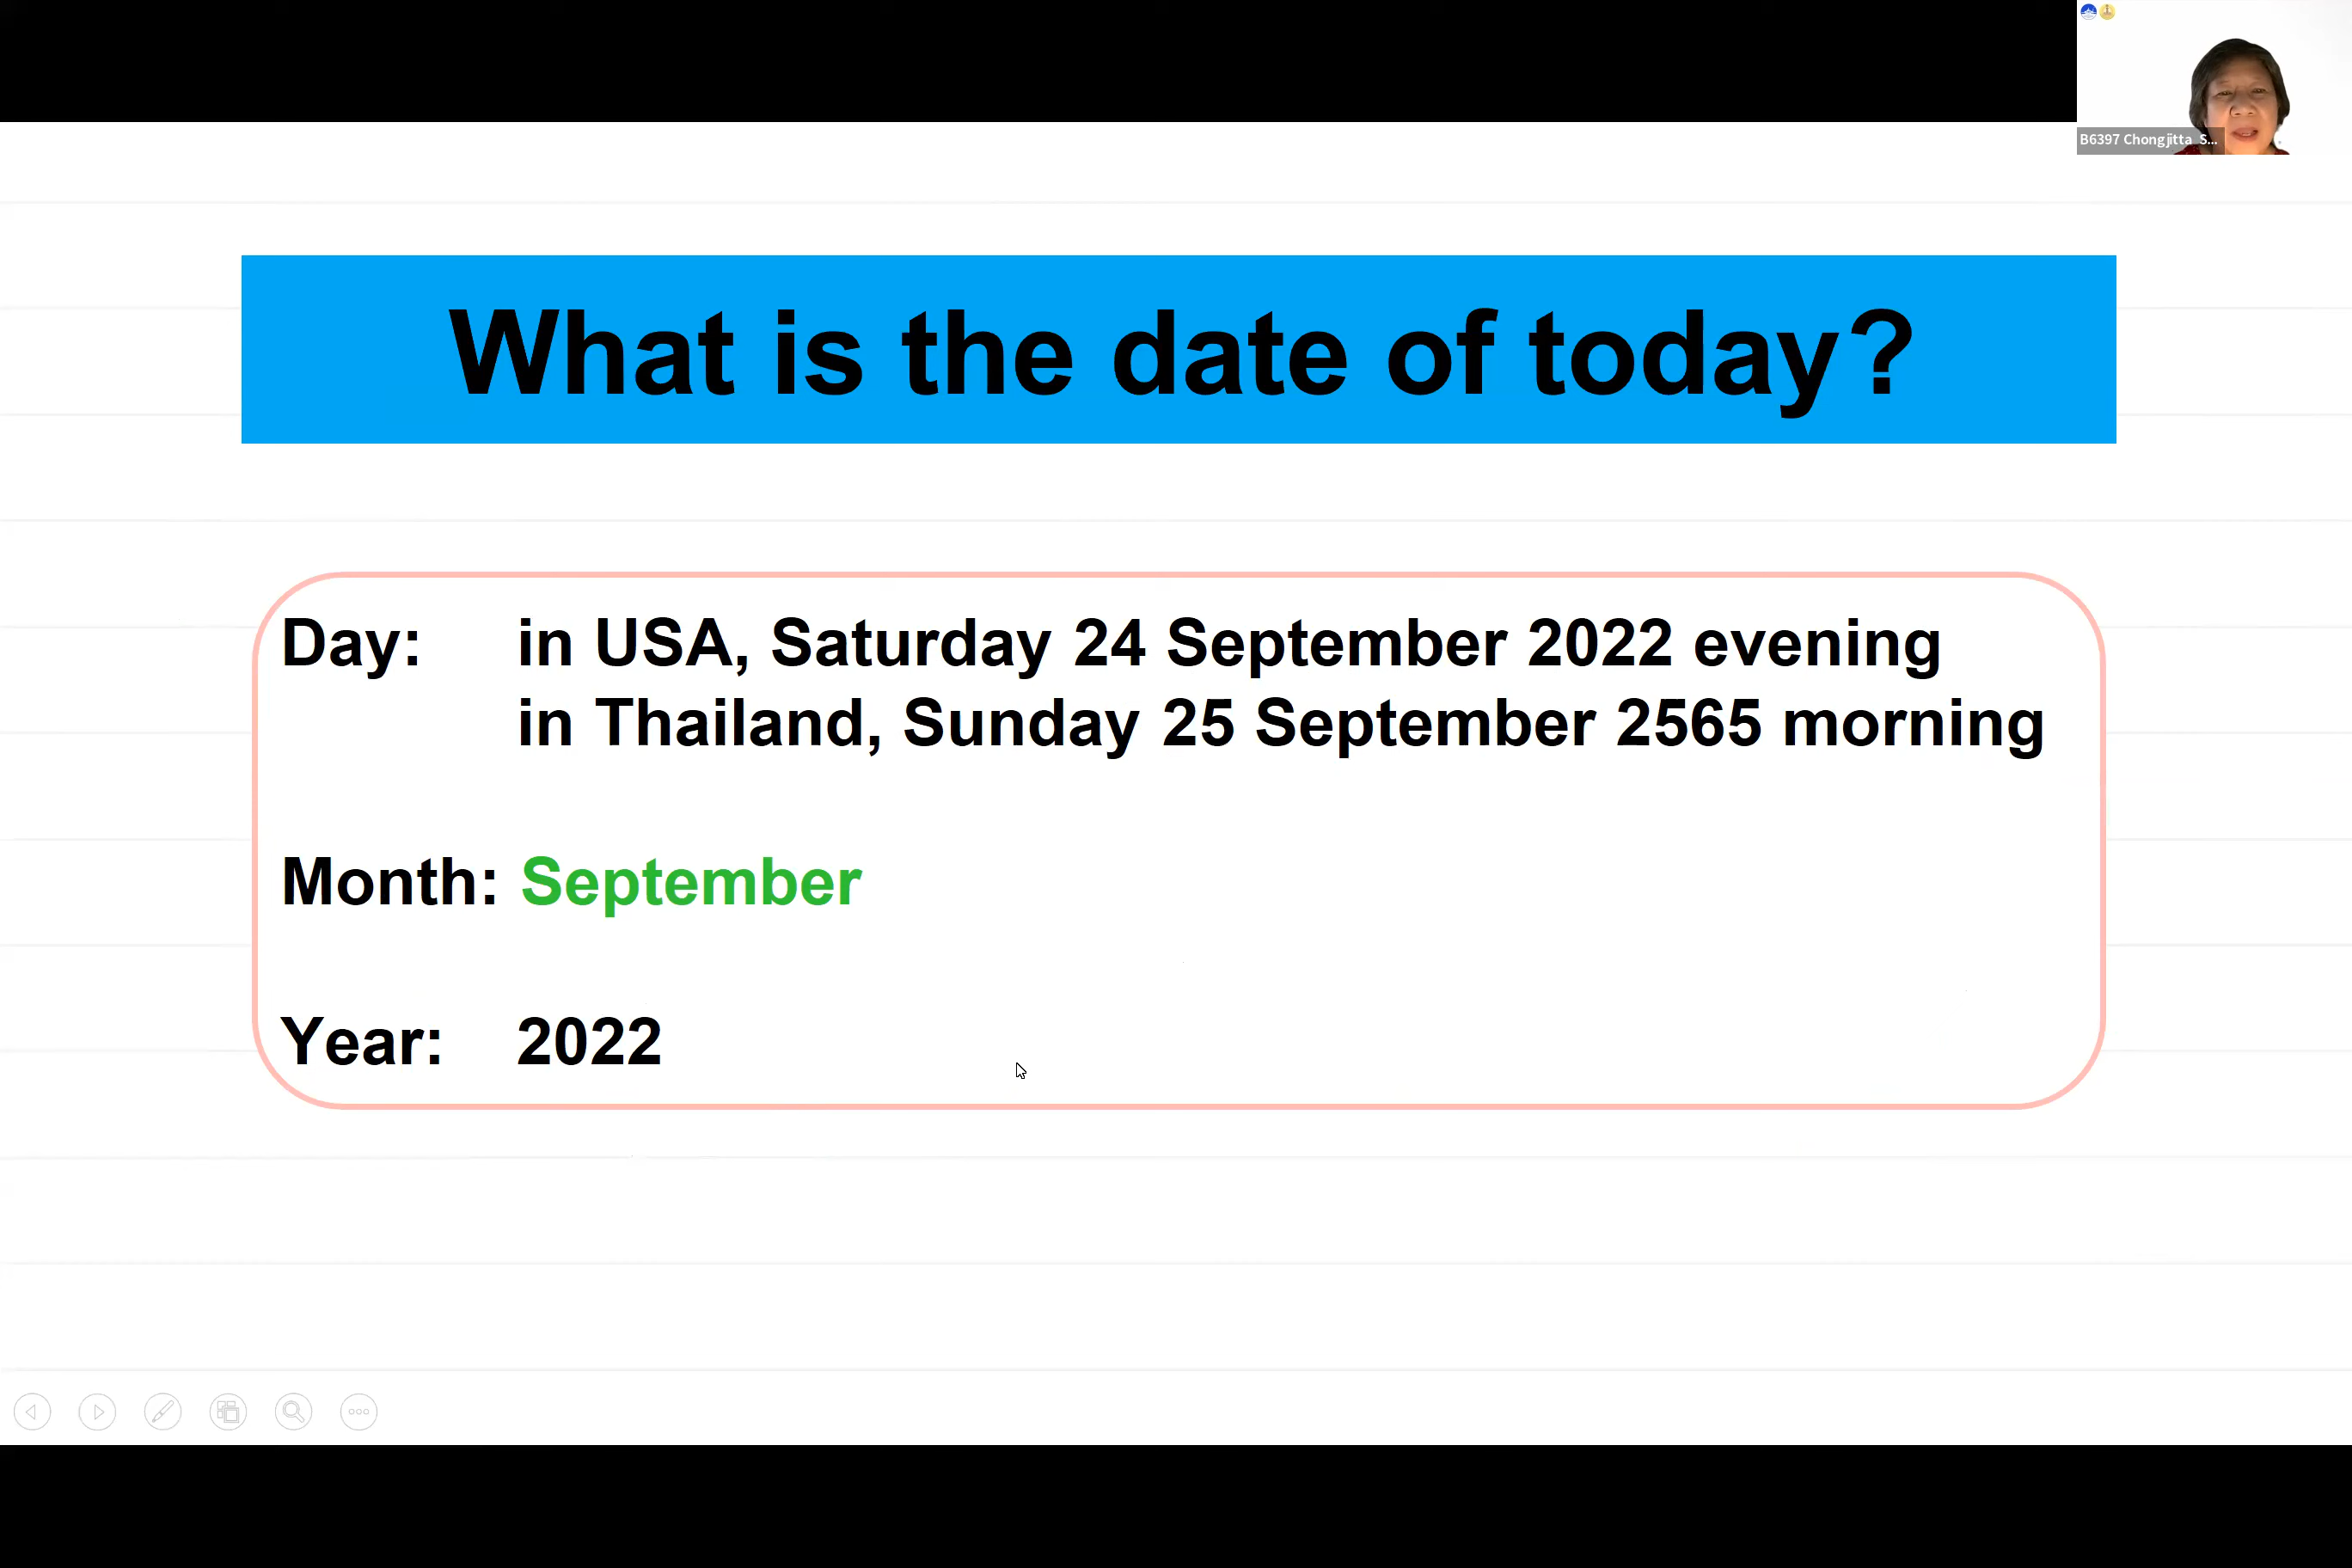 B6397 Chongjitta S...
What is the date of today?
Day: in USA, Saturday 24 September 2022 evening
in Thailand, Sunday 25 September 2565 morning
Month: September
Year: 2022